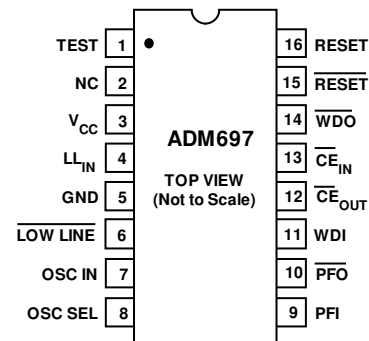 TEST 1
NC 2
VCC 3
LLIN 4
GND 5
LOW LINE 6
OSC IN 7
OSC SEL 8
ADM697
TOP VIEW
(Not to Scale)
16 RESET
15 RESET
14 WDO
13 CEIN
12 CEOUT
11 WDI
10 PFO
9 PFI